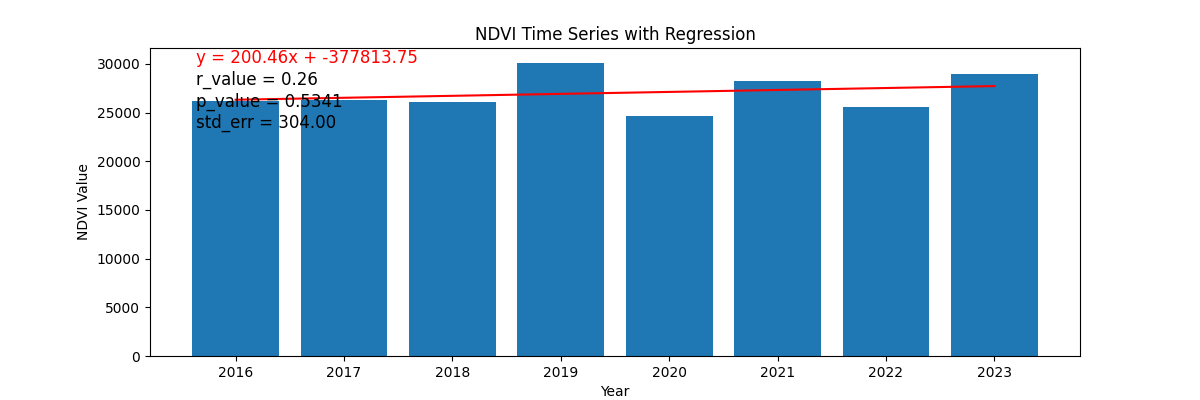 NDVI Time Series with Regression
y = 200.46x + -377813.75
r_value = 0.26
p_value = 0.5341
std_err = 304.00
30000
25000
20000
15000
10000
5000
0
NDVI Value
2016 2017 2018 2019 2020 2021 2022 2023
Year